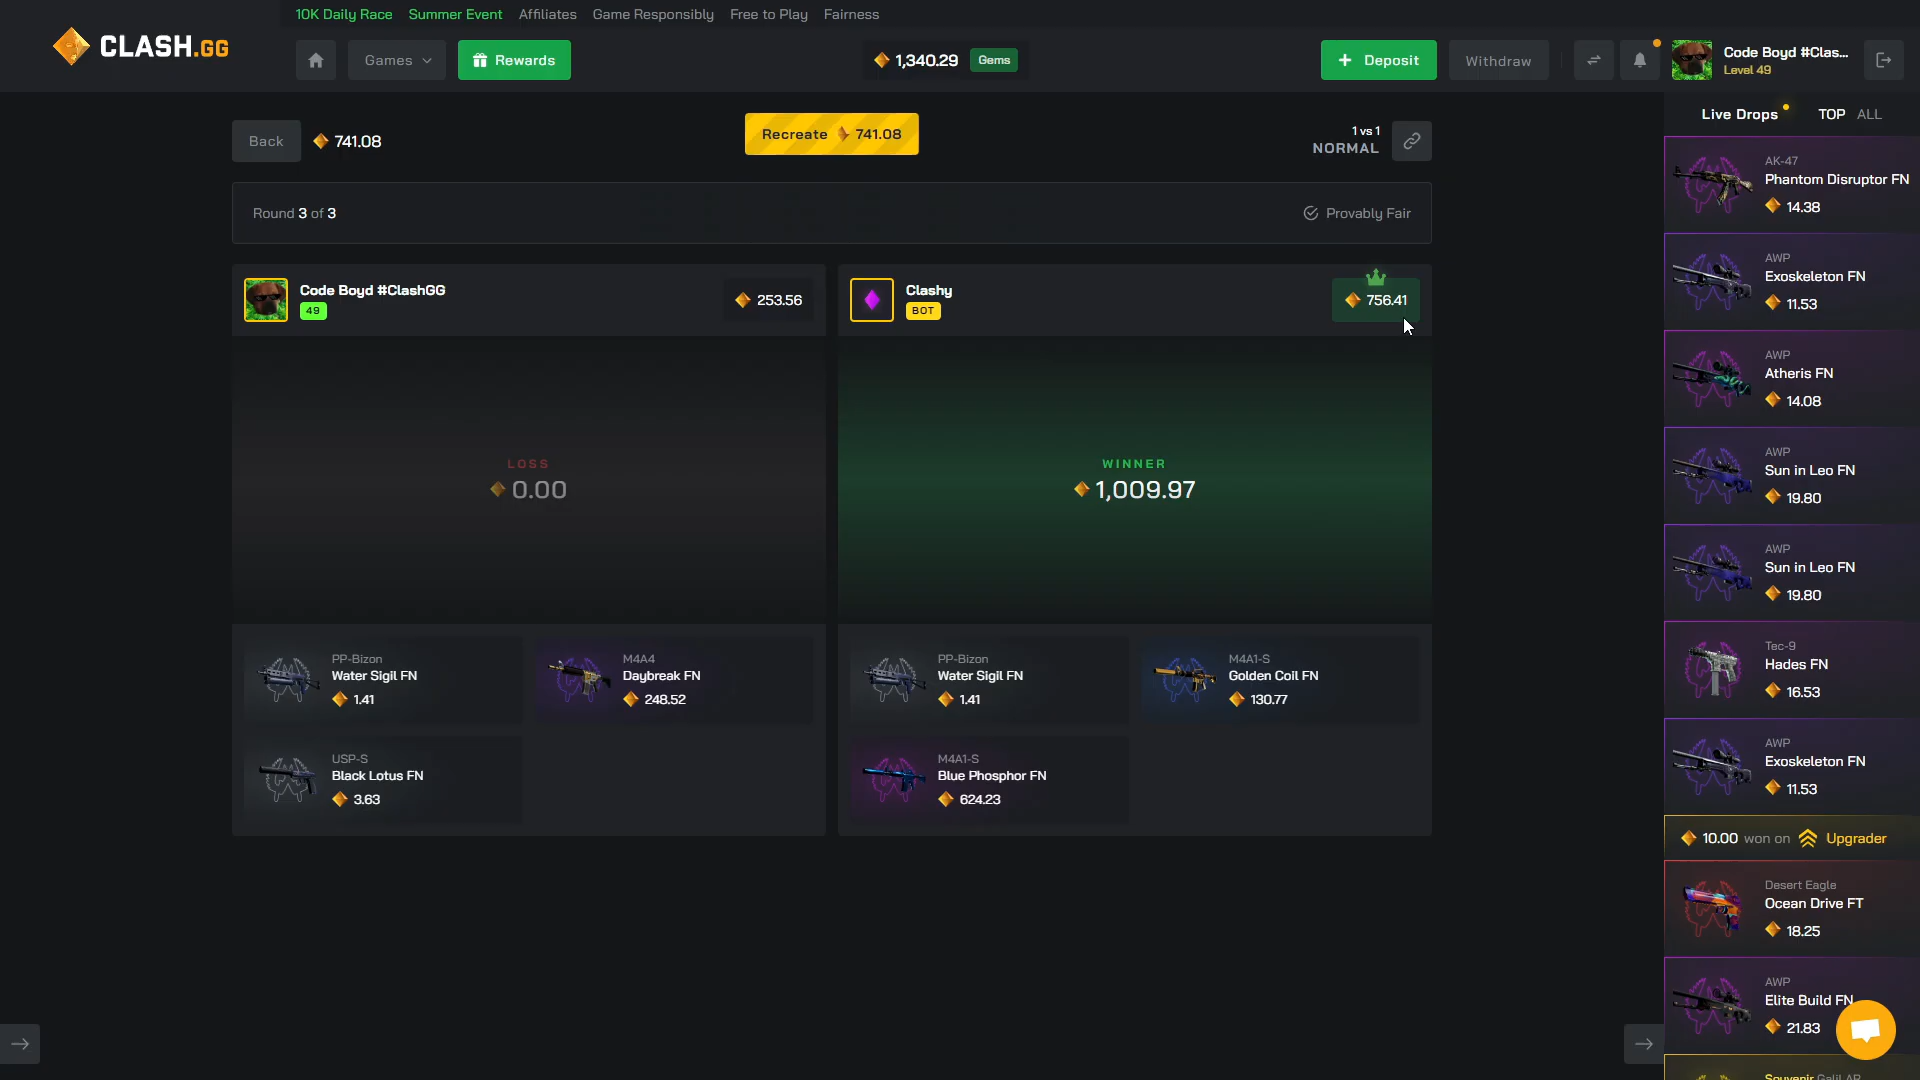 10K Daily Race Summer Event Affiliates Game Responsibly Free to Play Fairness
CLASH.GG
Games
Rewards
1,340.29 Gems
Deposit
Withdraw
Code Boyd #Clas...
Level 49
Back
741.08
Recreate 741.08
1 vs 1
NORMAL
Round 3 of 3
Provably Fair
Code Boyd #ClashGG
49
253.56
LOSS
0.00
PP-Bizon
Water Sigil FN
1.41
M4A4
Daybreak FN
248.52
USP-S
Black Lotus FN
3.63
Clashy
BOT
756.41
WINNER
1,009.97
PP-Bizon
Water Sigil FN
1.41
M4A1-S
Golden Coil FN
130.77
M4A1-S
Blue Phosphor FN
624.23
Live Drops TOP ALL
AK-47
Phantom Disruptor FN
14.38
AWP
Exoskeleton FN
11.53
AWP
Atheris FN
14.08
AWP
Sun in Leo FN
19.80
AWP
Sun in Leo FN
19.80
Tec-9
Hades FN
16.53
AWP
Exoskeleton FN
11.53
10.00 won on Upgrader
Desert Eagle
Ocean Drive FT
18.25
AWP
Elite Build FN
21.83
Souvenir Galil AR